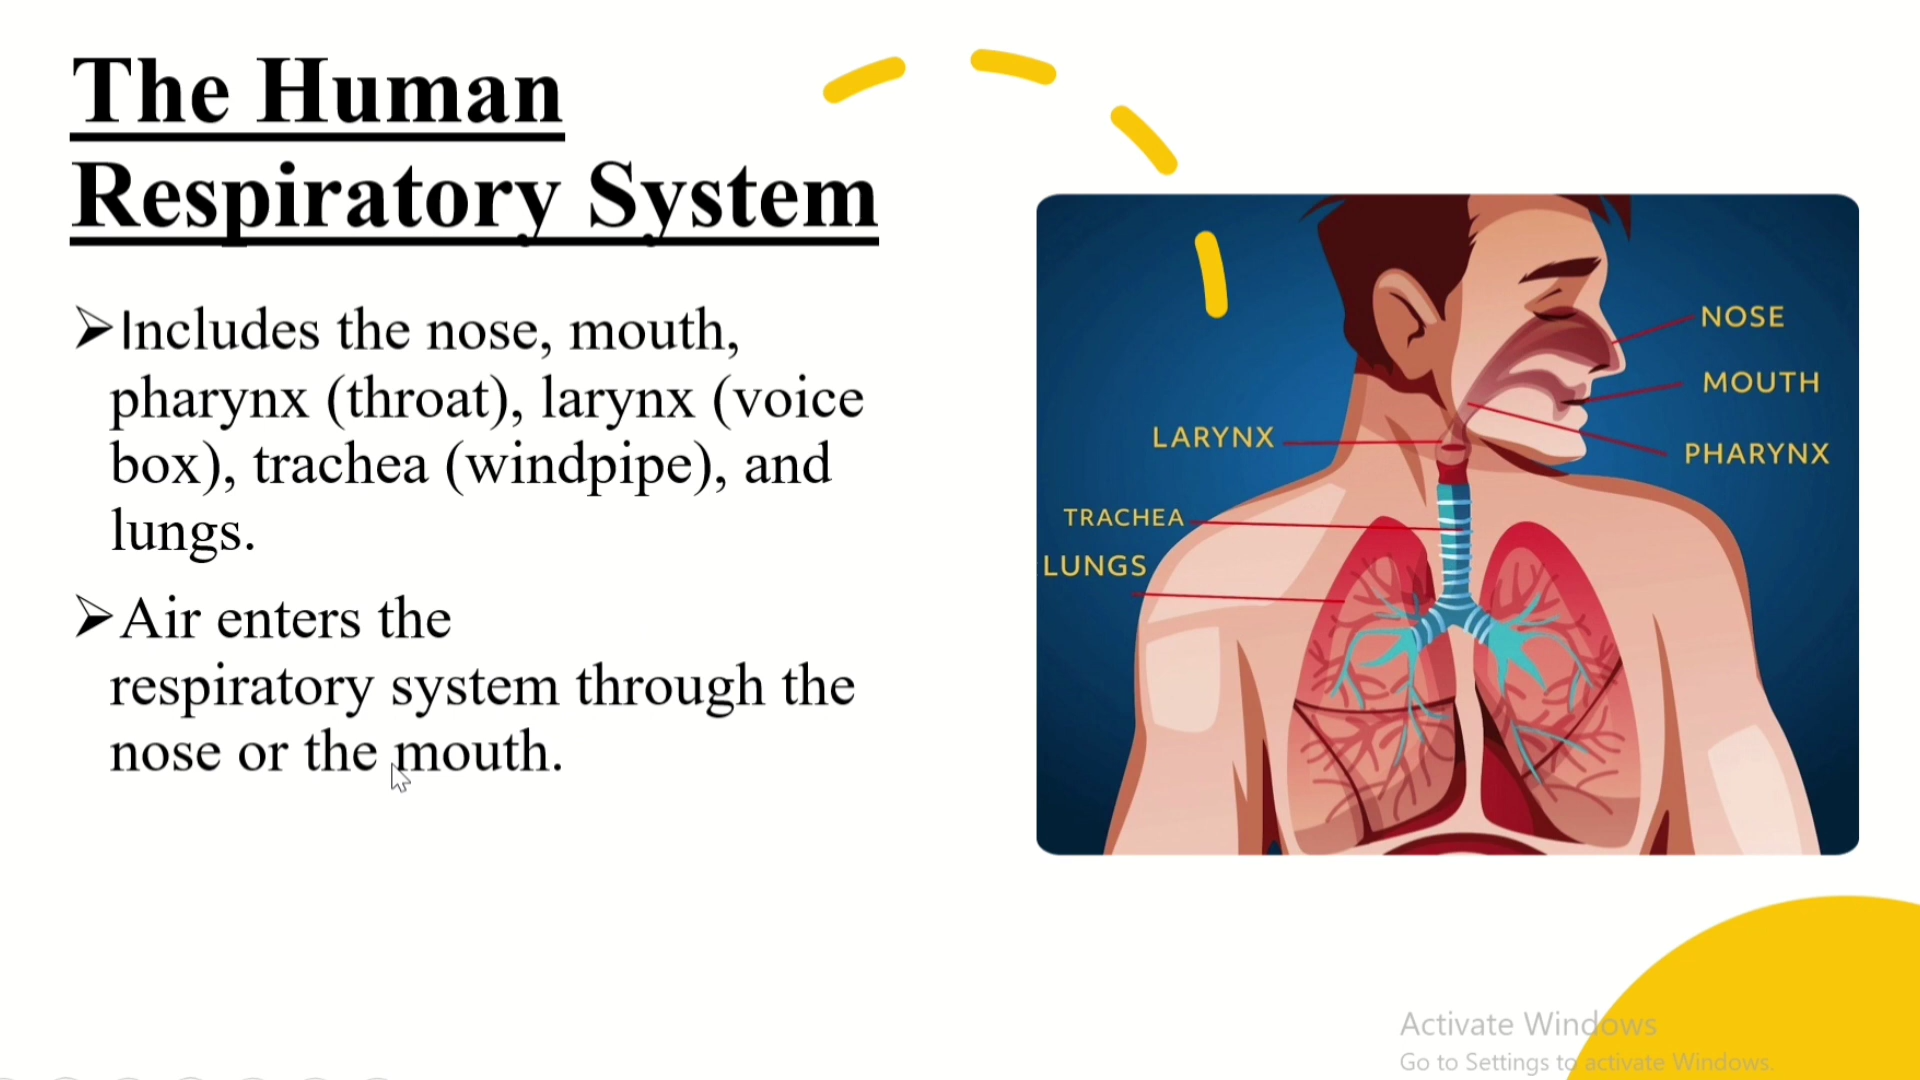 The Human
Respiratory System
➢Includes the nose, mouth,
pharynx (throat), larynx (voice
box), trachea (windpipe), and
lungs.
➢Air enters the
respiratory system through the
nose or the mouth.
NOSE
MOUTH
LARYNX
PHARYNX
TRACHEA
LUNGS
Activate Windows
Go to Settings to activate Windows.